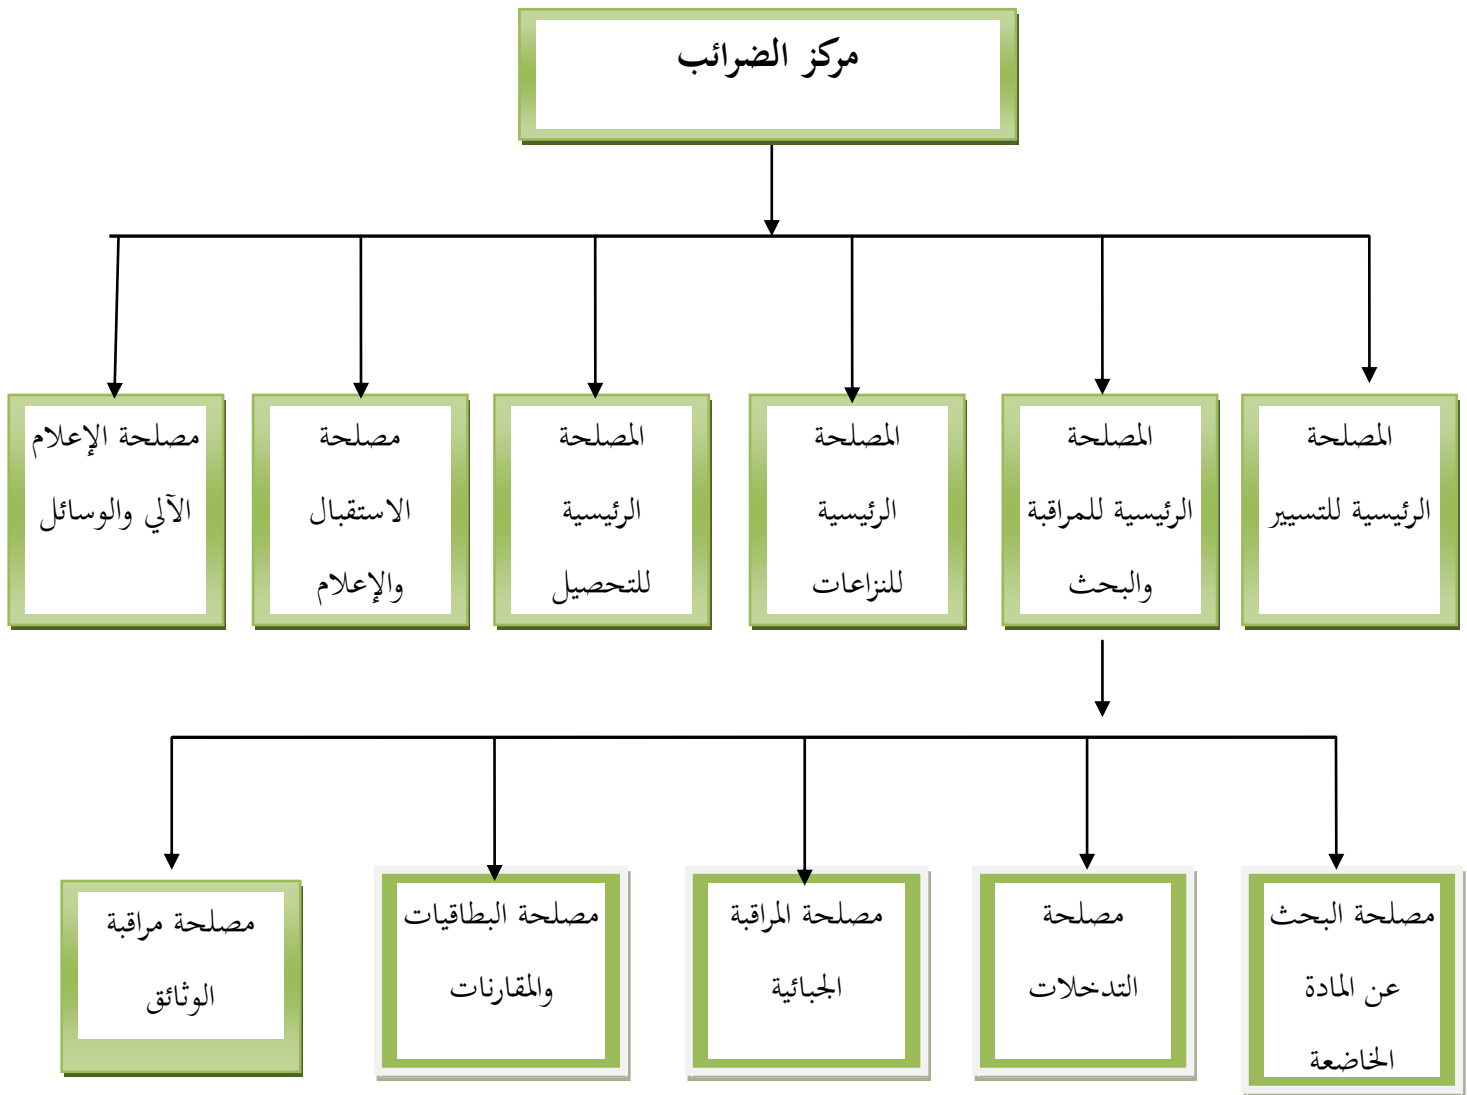 مركز الضرائب
المصلحة
الرئيسية للتسيير
المصلحة
الرئيسية للمراقبة
والبحث
المصلحة
الرئيسية
للنزاعات
المصلحة
الرئيسية
للتحصيل
مصلحة
الاستقبال
والإعلام
مصلحة الإعلام
الآلي والوسائل
مصلحة البحث
عن المادة
الخاضعة
مصلحة
التدخلات
مصلحة المراقبة
الجبائية
مصلحة البطاقيات
والمقارنات
مصلحة مراقبة
الوثائق